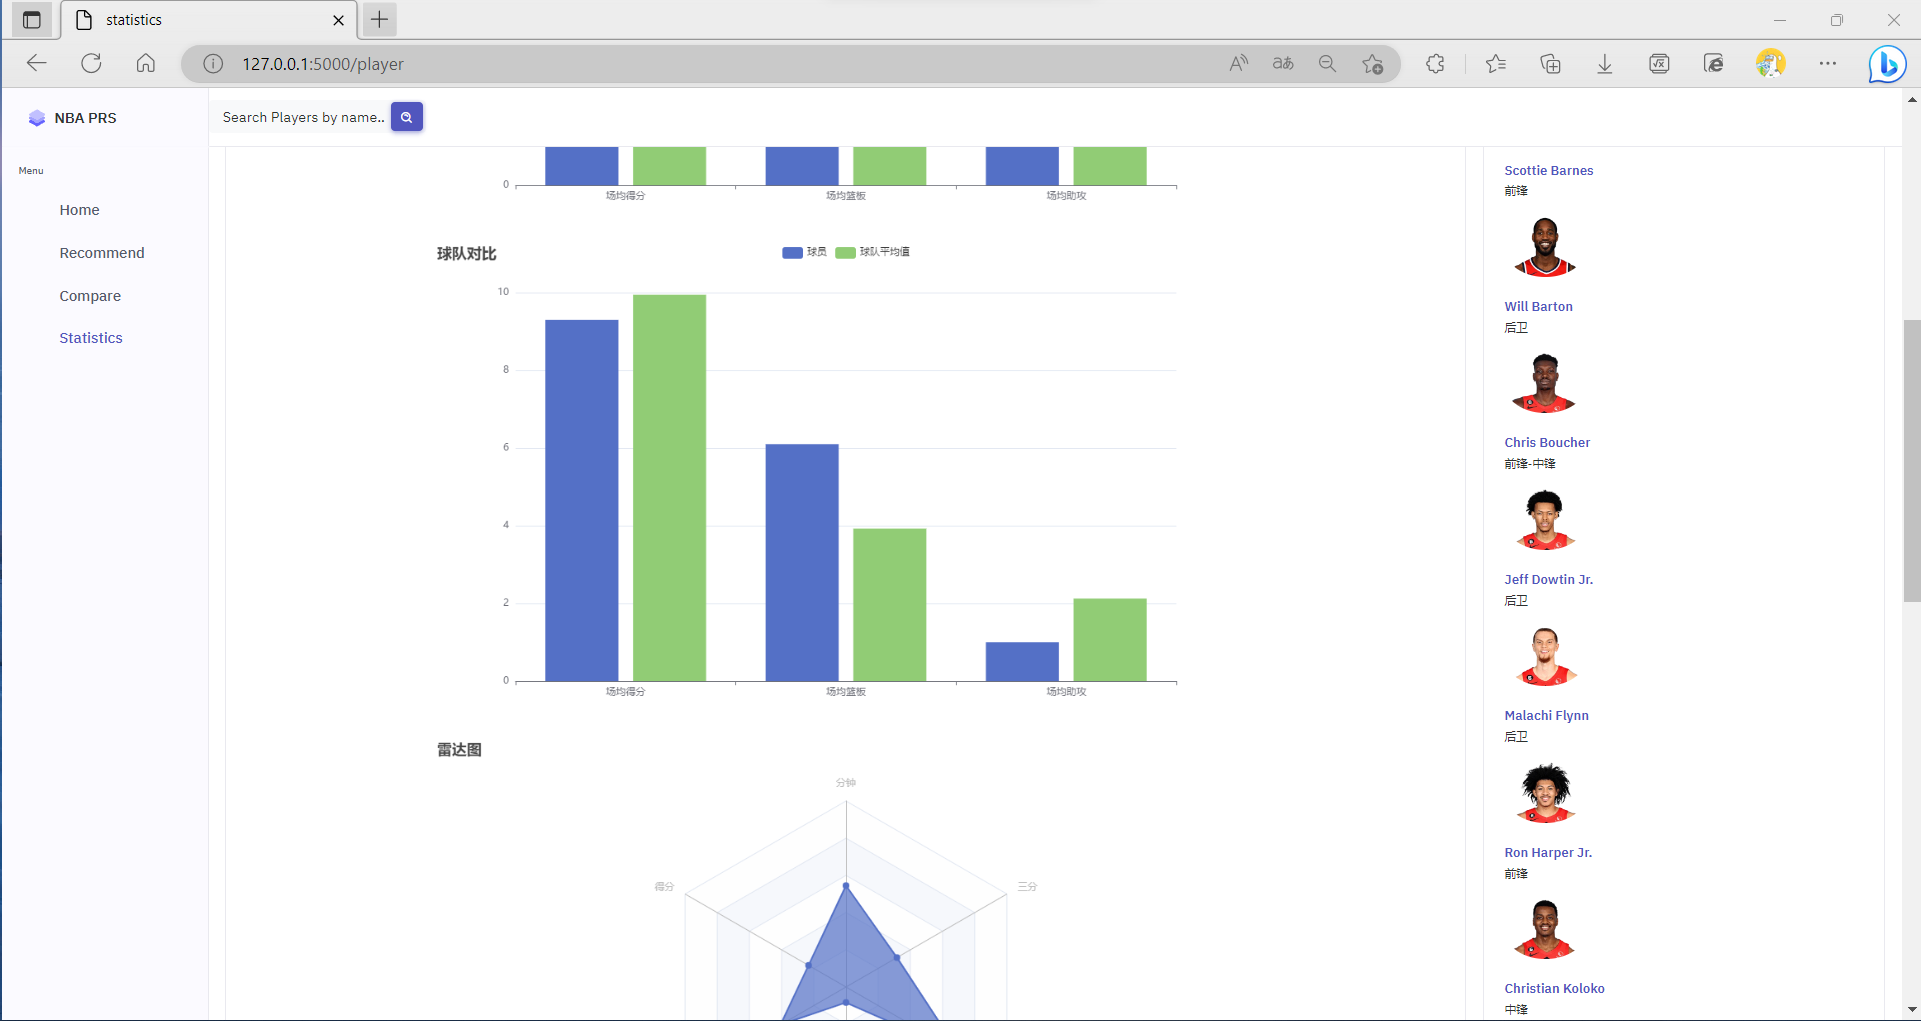 statistics
127.0.0.1:5000/player
NBA PRS
Search Players by name..
Menu
Home
Recommend
Compare
Statistics
0
场均得分
场均篮板
场均助攻
球队对比
球员
球队平均值
10
8
6
4
2
0
场均得分
场均篮板
场均助攻
雷达图
分钟
得分
三分
Scottie Barnes
前锋
Will Barton
后卫
Chris Boucher
前锋-中锋
Jeff Dowtin Jr.
后卫
Malachi Flynn
后卫
Ron Harper Jr.
前锋
Christian Koloko
中锋